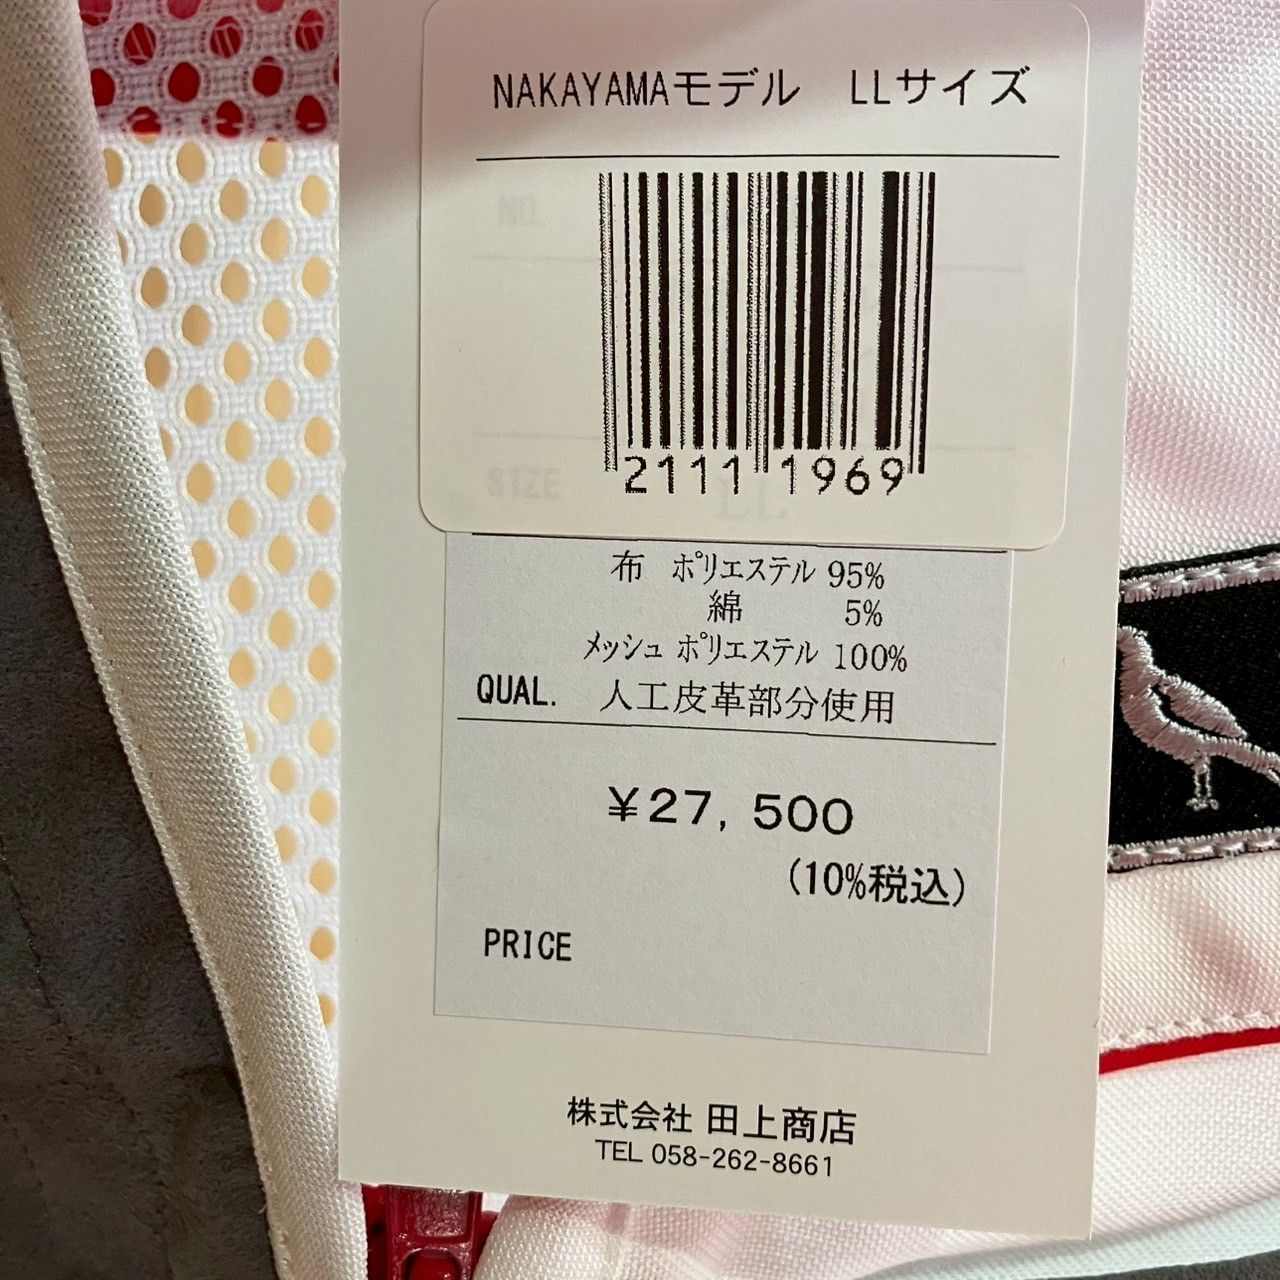 NAKAYAMAモデル　LLサイズ
NO.
2111 1969
SIZE LL
布 ポリエステル 95%
綿 5%
メッシュ ポリエステル 100%
QUAL. 人工皮革部分使用
￥27,500
(10%税込)
PRICE
株式会社 田上商店
TEL 058-262-8661